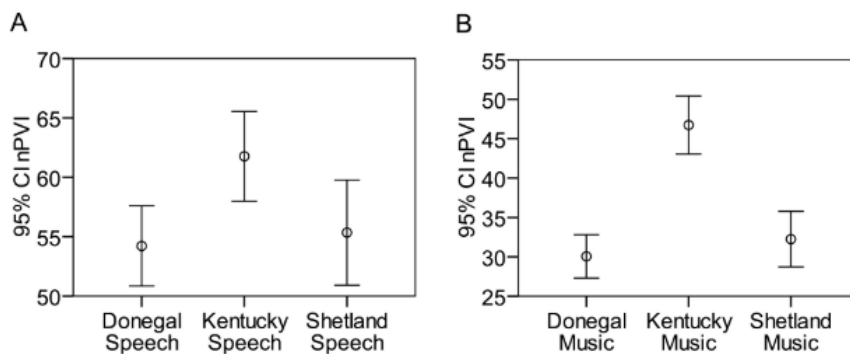 A
95% CI nPVI
70
65
60
55
50
Donegal Kentucky Shetland
Speech Speech Speech
B
95% CI nPVI
55
50
45
40
35
30
25
Donegal Kentucky Shetland
Music Music Music